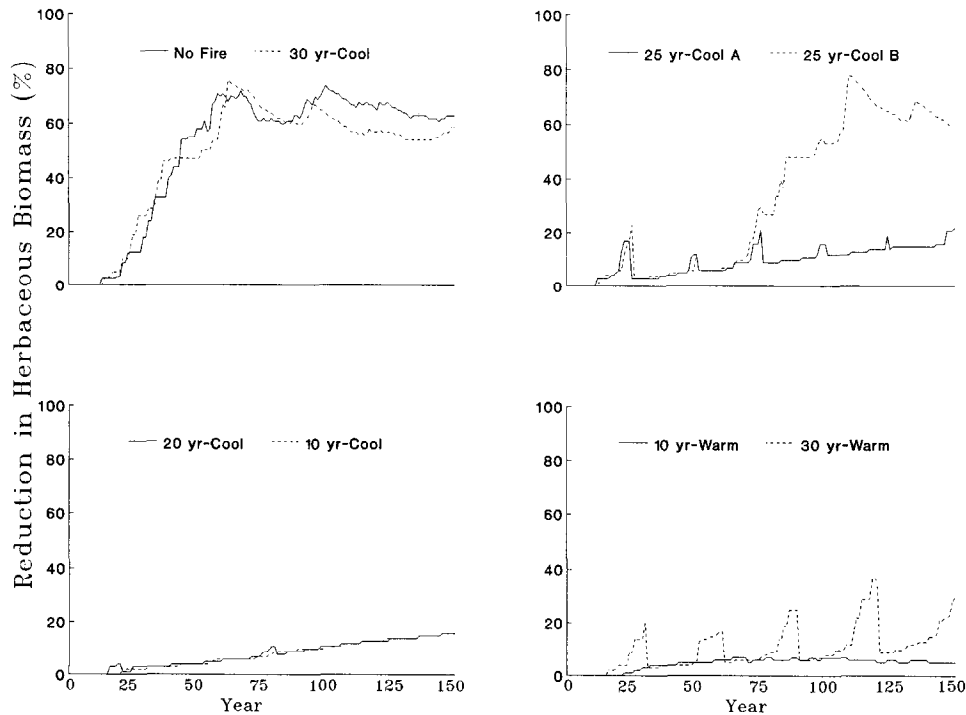 Reduction in Herbaceous Biomass (%)
100
80
60
40
20
0
No Fire 30 yr-Cool
100
80
60
40
20
0
25 yr-Cool A 25 yr-Cool B
100
80
60
40
20
0
20 yr-Cool 10 yr-Cool
0 25 50 75 100 125 150
Year
100
80
60
40
20
0
10 yr-Warm 30 yr-Warm
0 25 50 75 100 125 150
Year